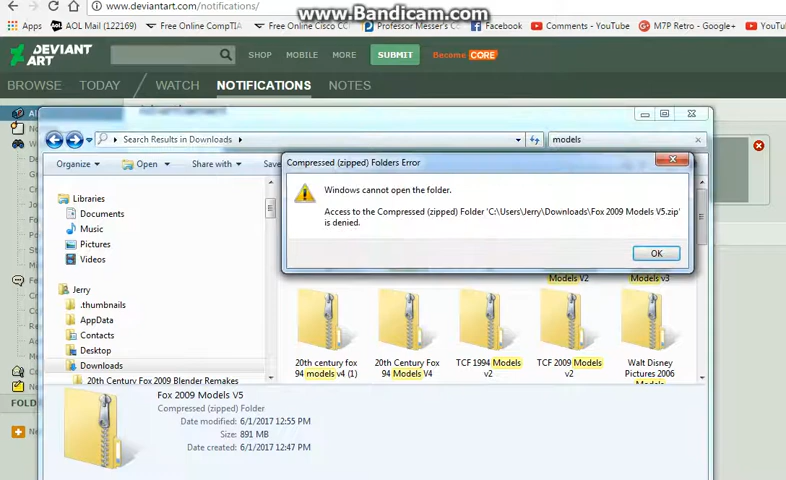 www.Bandicam.com
www.deviantart.com/notifications/
Apps AOL Mail (122169) Free Online CompTIA Free Online Cisco CC Professor Messer's C Facebook Comments - YouTube M7P Retro - Google+ YouTu
DEVIANT ART SHOP MOBILE MORE SUBMIT Become CORE
BROWSE TODAY WATCH NOTIFICATIONS NOTES
Search Results in Downloads models
Organize Open Share with Save
Compressed (zipped) Folders Error
Windows cannot open the folder.
Access to the Compressed (zipped) Folder 'C:\Users\Jerry\Downloads\Fox 2009 Models V5.zip'
is denied.
OK
Libraries
Documents
Music
Pictures
Videos
Jerry
.thumbnails
AppData
Contacts
Desktop
Downloads
20th Century Fox 2009 Blender Remakes
Models V2
Models v3
20th century fox
94 models v4 (1)
20th Century Fox
94 Models V4
TCF 1994 Models
v2
TCF 2009 Models
v2
Walt Disney
Pictures 2006
Models
Fox 2009 Models V5
Compressed (zipped) Folder
Date modified: 6/1/2017 12:55 PM
Size: 891 MB
Date created: 6/1/2017 12:47 PM
FOLD